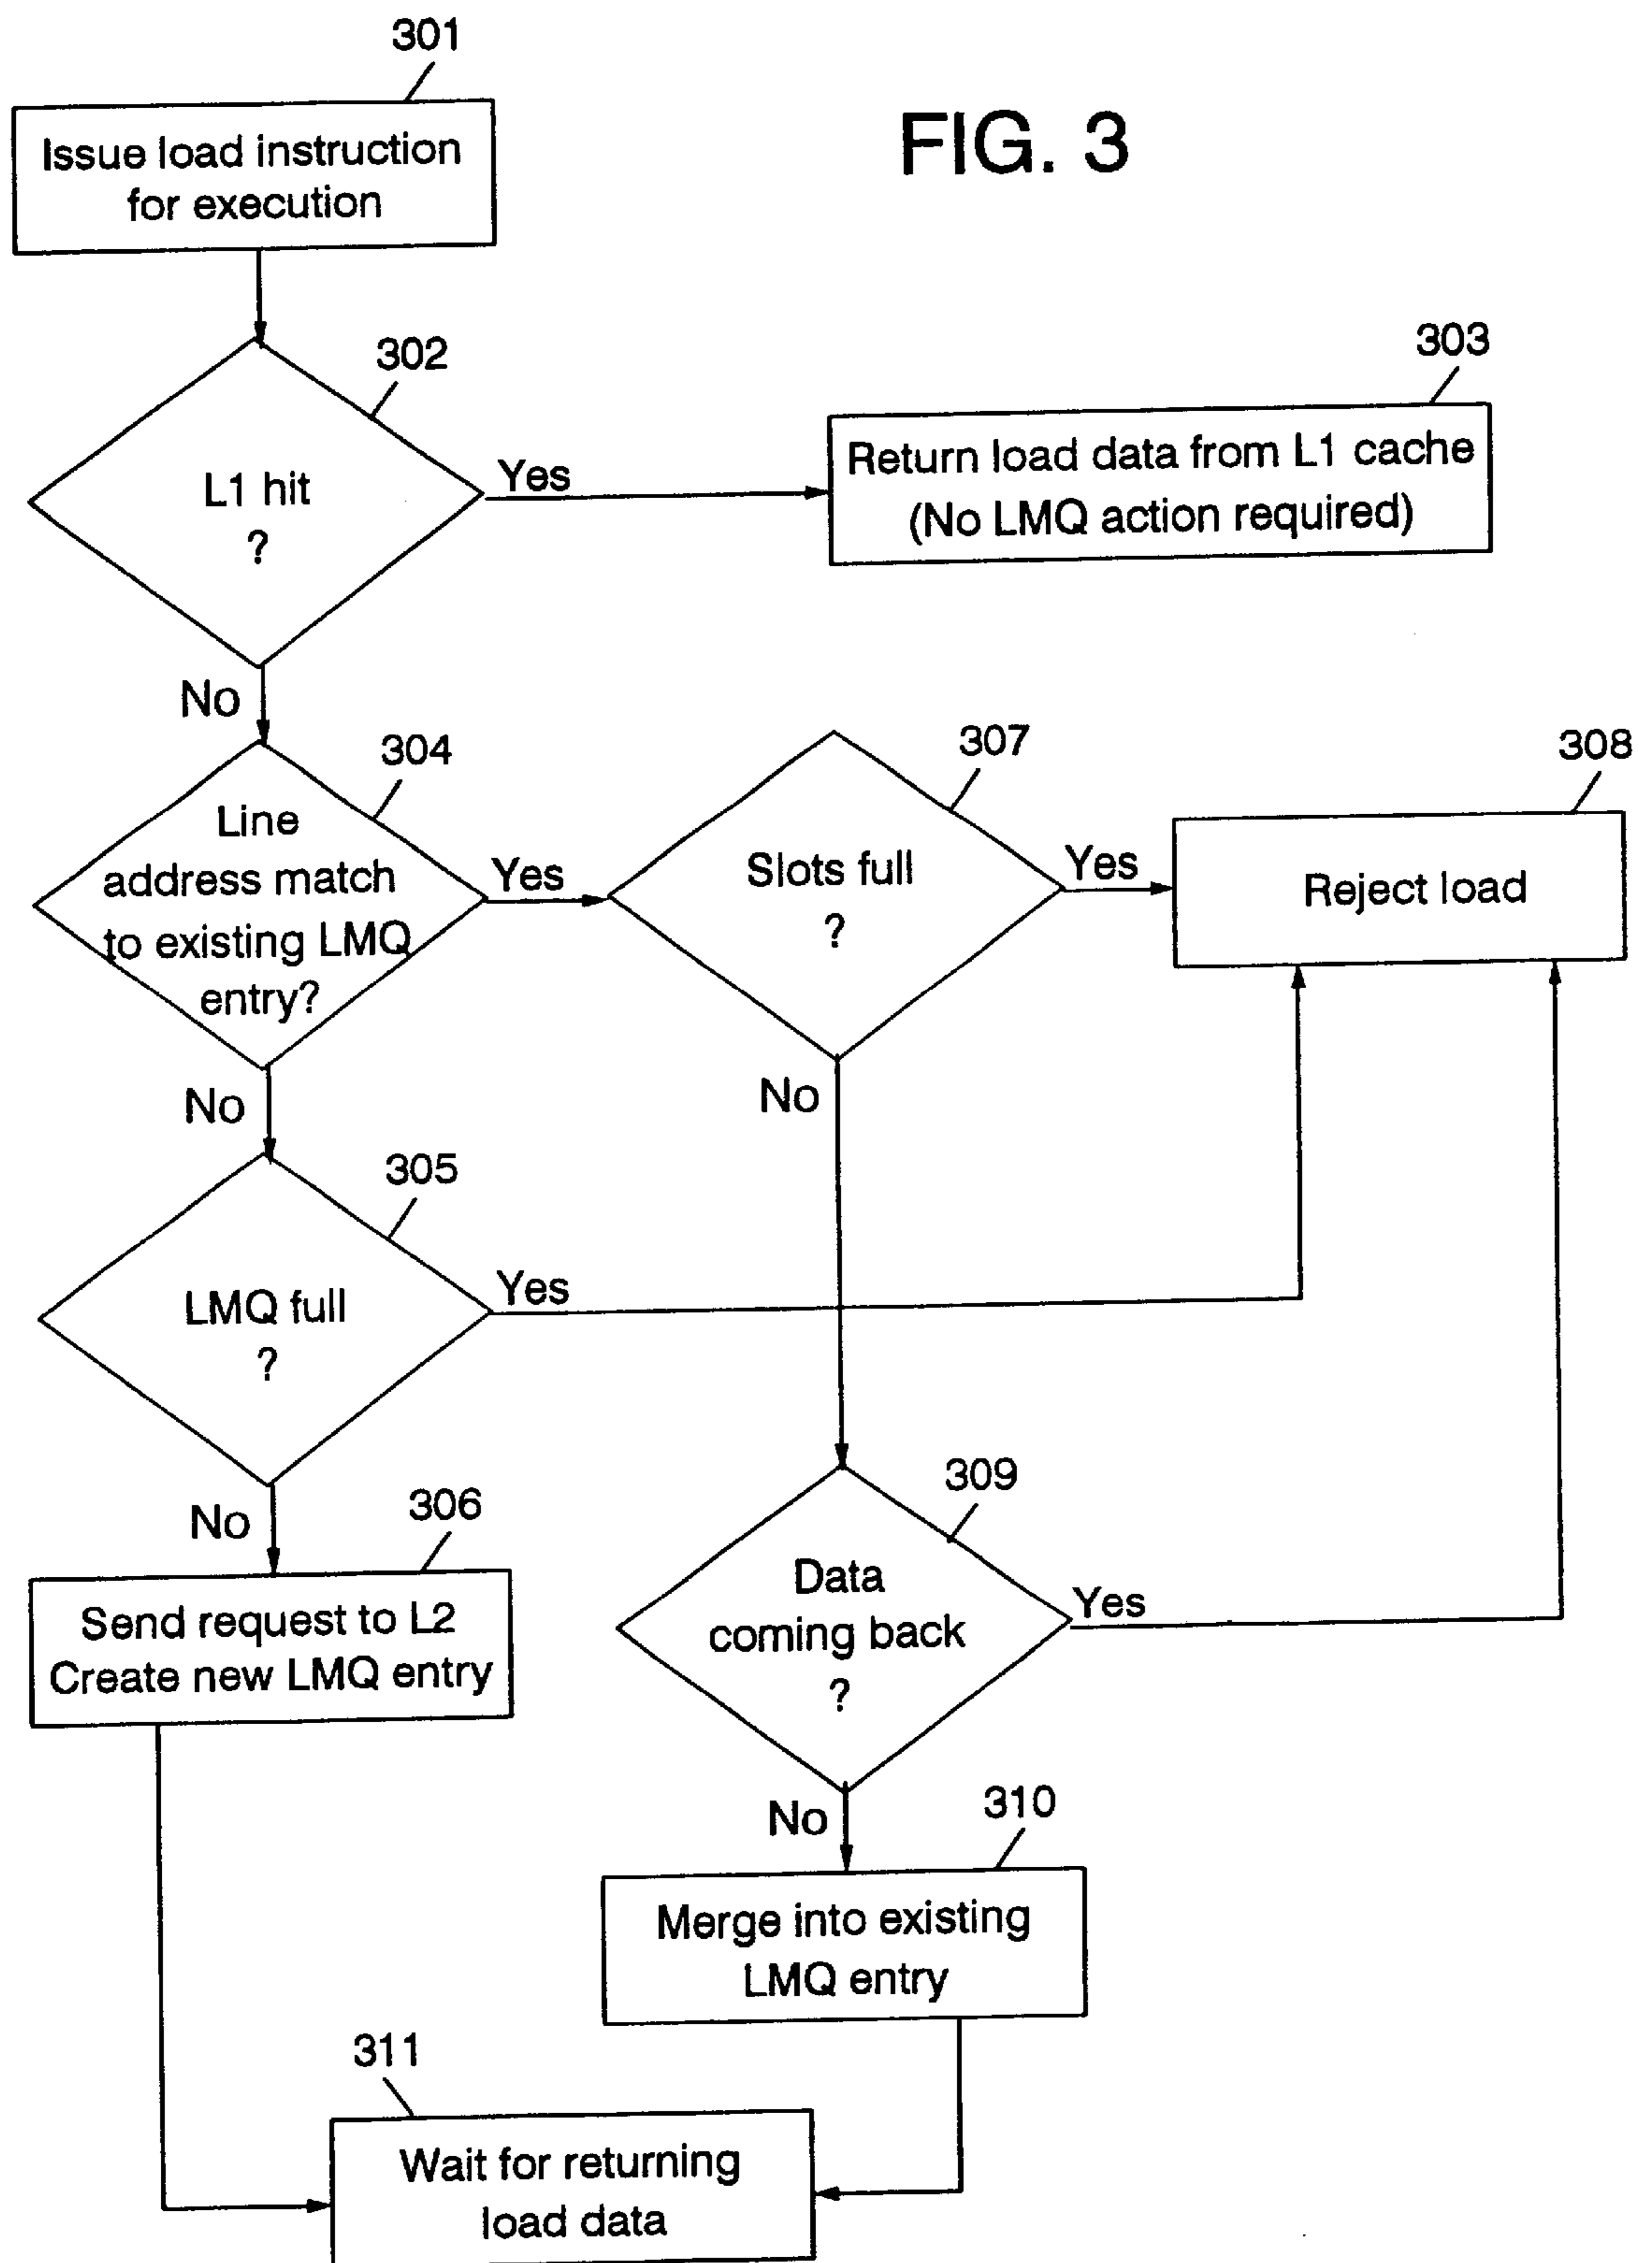 301
FIG. 3
Issue load instruction
for execution
302
303
L1 hit
?
Yes
Return load data from L1 cache
(No LMQ action required)
No
304
307
308
Line
address match
to existing LMQ
entry?
Yes
Slots full
?
Yes
Reject load
No
No
305
LMQ full
?
Yes
309
No
306
Data
coming back
?
Yes
Send request to L2
Create new LMQ entry
No
310
Merge into existing
LMQ entry
311
Wait for returning
load data